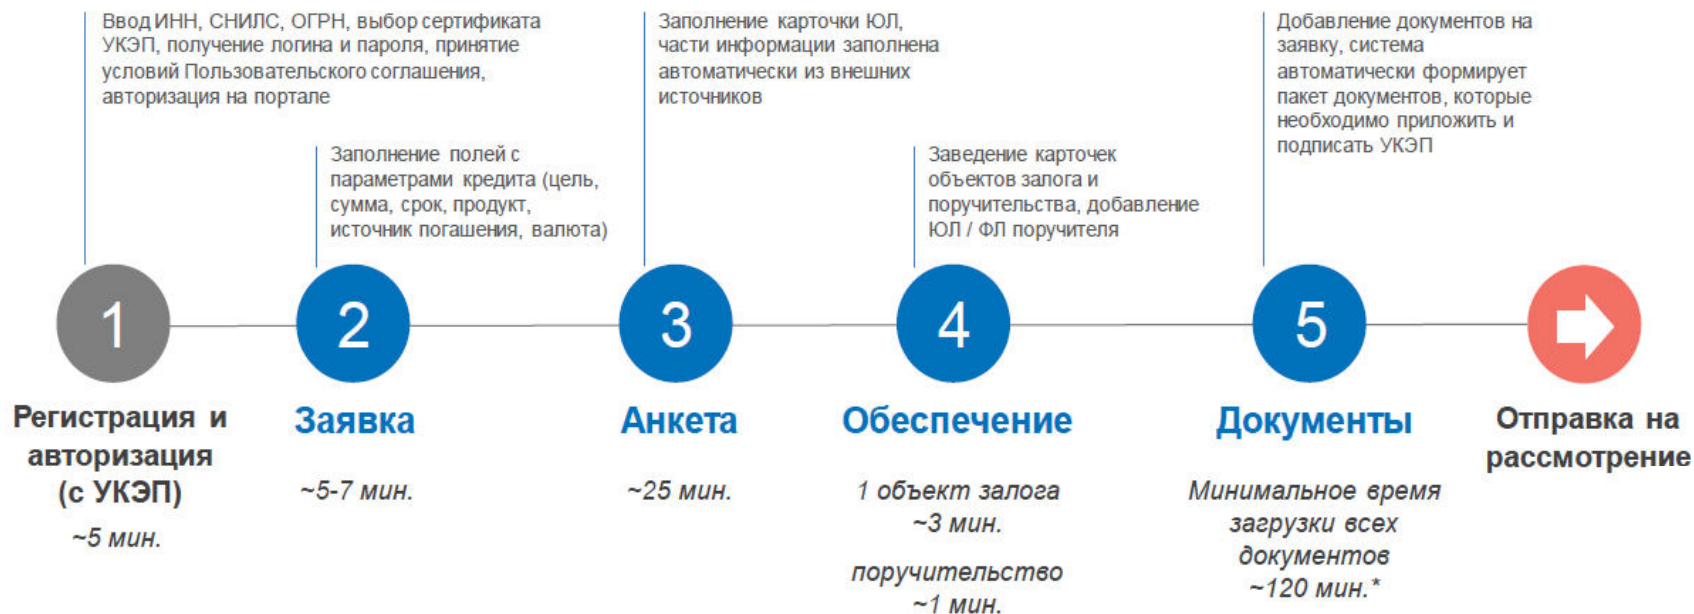 Ввод ИНН, СНИЛС, ОГРН, выбор сертификата
УКЭП, получение логина и пароля, принятие
условий Пользовательского соглашения,
авторизация на портале
Заполнение полей с
параметрами кредита (цель,
сумма, срок, продукт,
источник погашения, валюта)
Заполнение карточки ЮЛ,
части информации заполнена
автоматически из внешних
источников
Заведение карточек
объектов залога и
поручительства, добавление
ЮЛ / ФЛ поручителя
Добавление документов на
заявку, система
автоматически формирует
пакет документов, которые
необходимо приложить и
подписать УКЭП
1
2
3
4
5
Регистрация и
авторизация
(с УКЭП)
~5 мин.
Заявка
~5-7 мин.
Анкета
~25 мин.
Обеспечение
1 объект залога
~3 мин.
поручительство
~1 мин.
Документы
Минимальное время
загрузки всех
документов
~120 мин.*
Отправка на
рассмотрение